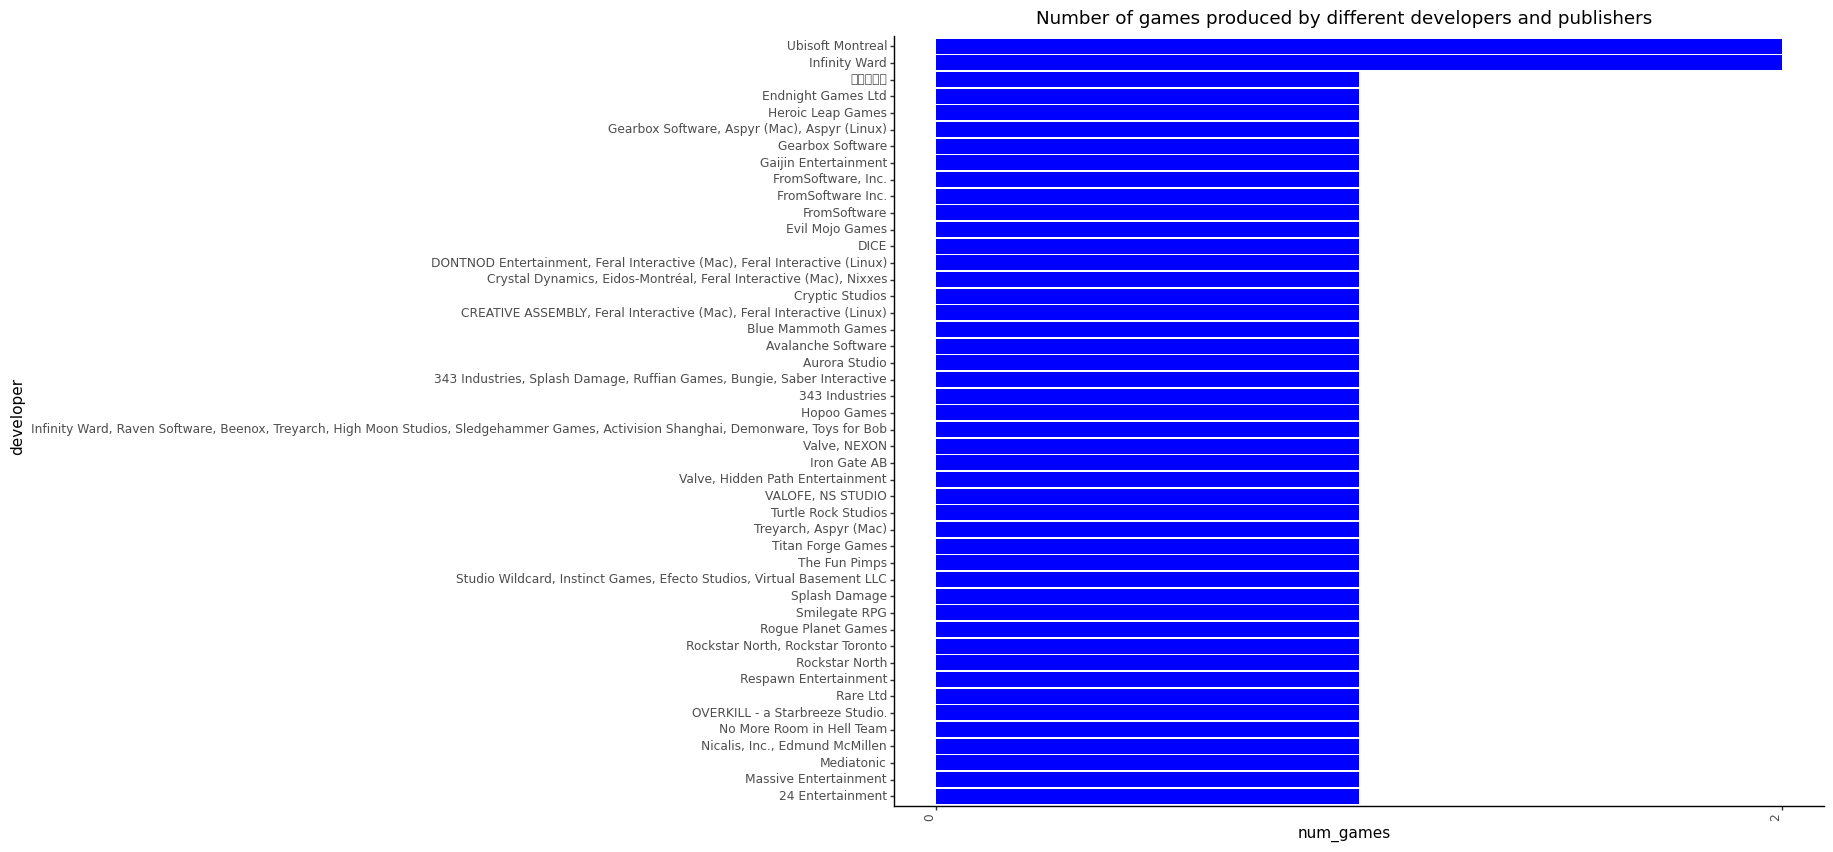 Number of games produced by different developers and publishers
Ubisoft Montreal
Infinity Ward
Endnight Games Ltd
Heroic Leap Games
Gearbox Software, Aspyr (Mac), Aspyr (Linux)
Gearbox Software
Gaijin Entertainment
FromSoftware, Inc.
FromSoftware Inc.
FromSoftware
Evil Mojo Games
DICE
DONTNOD Entertainment, Feral Interactive (Mac), Feral Interactive (Linux)
Crystal Dynamics, Eidos-Montréal, Feral Interactive (Mac), Nixxes
Cryptic Studios
CREATIVE ASSEMBLY, Feral Interactive (Mac), Feral Interactive (Linux)
Blue Mammoth Games
Avalanche Software
Aurora Studio
343 Industries, Splash Damage, Ruffian Games, Bungie, Saber Interactive
343 Industries
Hopoo Games
Infinity Ward, Raven Software, Beenox, Treyarch, High Moon Studios, Sledgehammer Games, Activision Shanghai, Demonware, Toys for Bob
Valve, NEXON
Iron Gate AB
Valve, Hidden Path Entertainment
VALOFE, NS STUDIO
Turtle Rock Studios
Treyarch, Aspyr (Mac)
Titan Forge Games
The Fun Pimps
Studio Wildcard, Instinct Games, Efecto Studios, Virtual Basement LLC
Splash Damage
Smilegate RPG
Rogue Planet Games
Rockstar North, Rockstar Toronto
Rockstar North
Respawn Entertainment
Rare Ltd
OVERKILL - a Starbreeze Studio.
No More Room in Hell Team
Nicalis, Inc., Edmund McMillen
Mediatonic
Massive Entertainment
24 Entertainment
developer
0
2
num_games